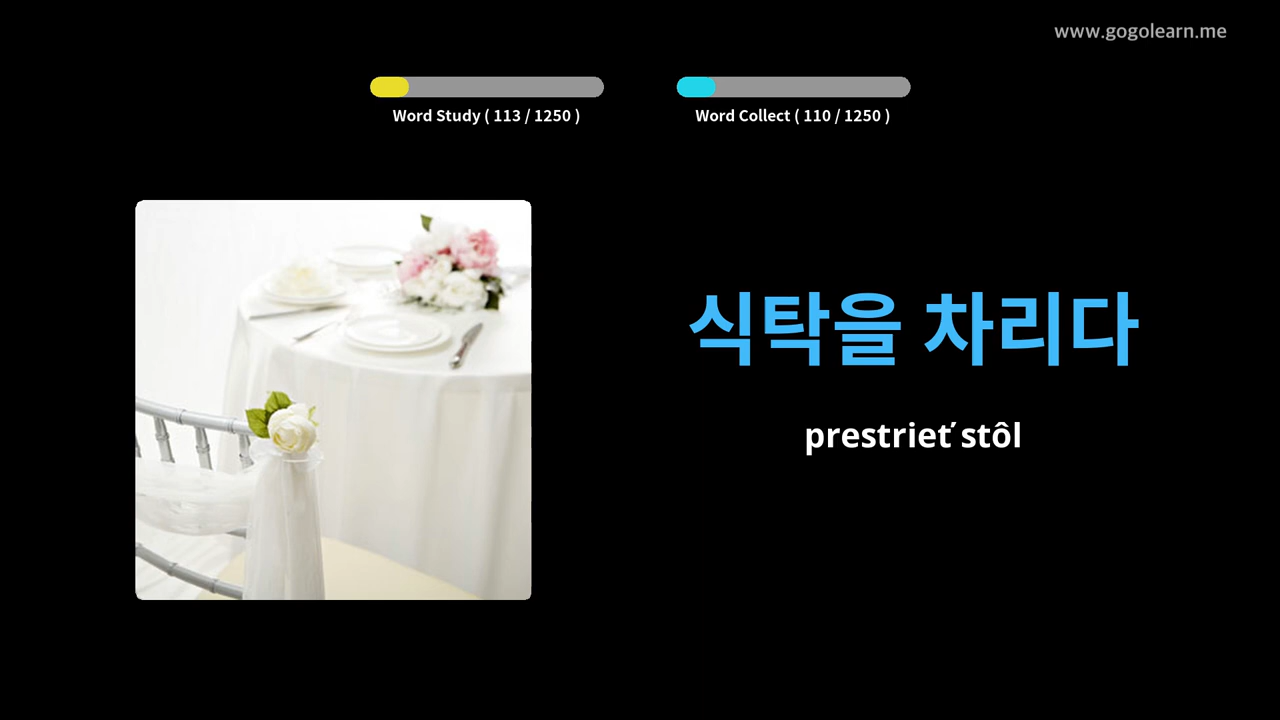 www.gogolearn.me
Word Study ( 113 / 1250 )
Word Collect ( 110 / 1250 )
식탁을 차리다
prestrieť stôl